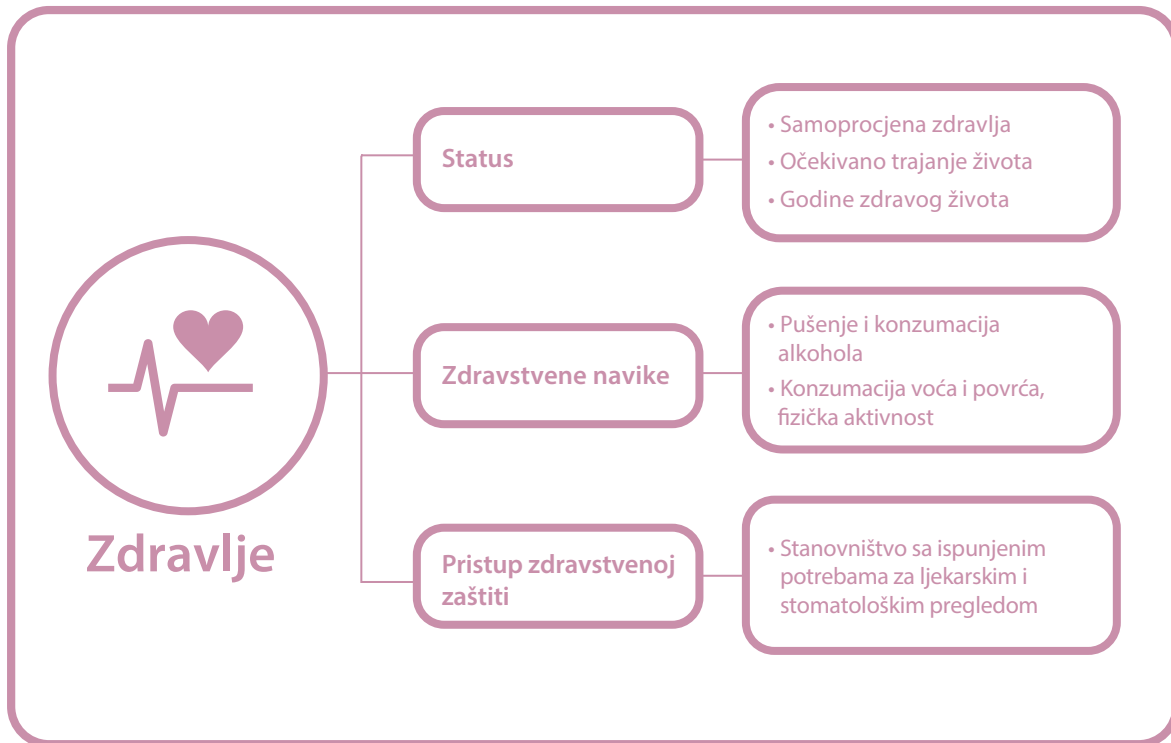 Status
• Samoprocjena zdravlja
• Očekivano trajanje života
• Godine zdravog života
Zdravlje
Zdravstvene navike
• Pušenje i konzumacija
alkohola
• Konzumacija voća i povrća,
fizička aktivnost
Pristup zdravstvenoj
zaštiti
• Stanovništvo sa ispunjenim
potrebama za ljekarskim i
stomatološkim pregledom